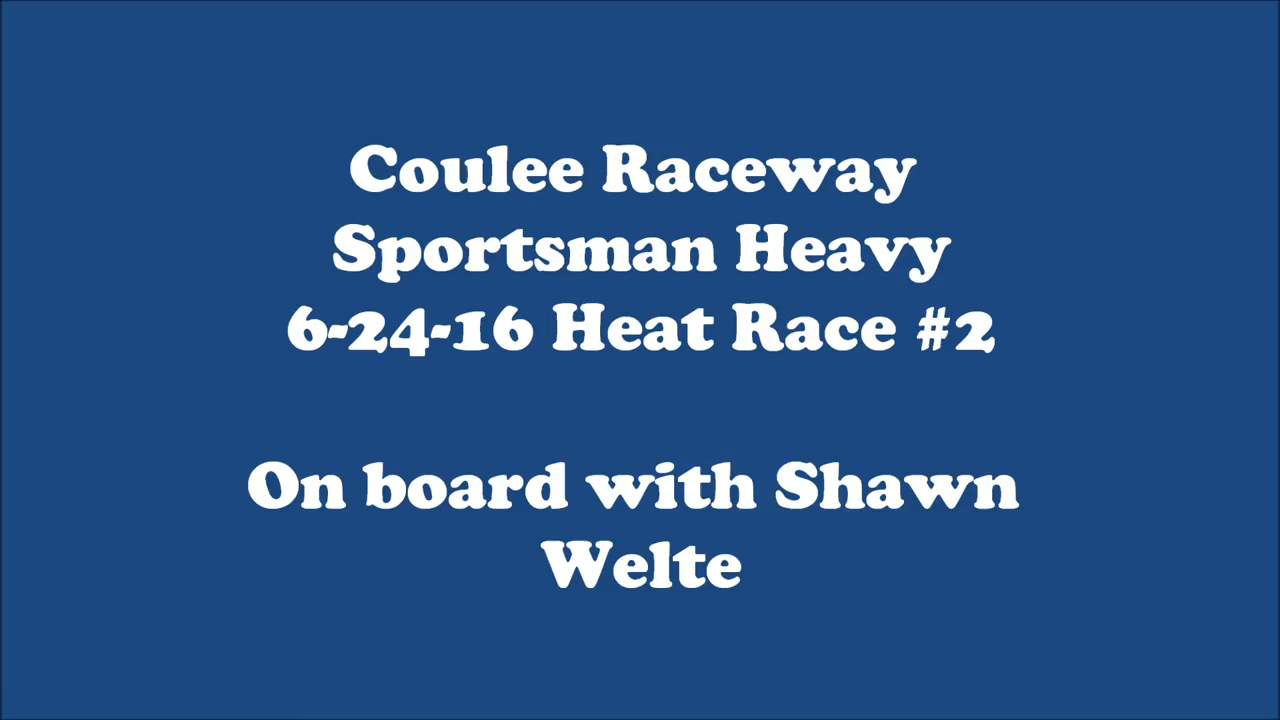 Coulee Raceway
Sportsman Heavy
6-24-16 Heat Race #2
On board with Shawn
Welte